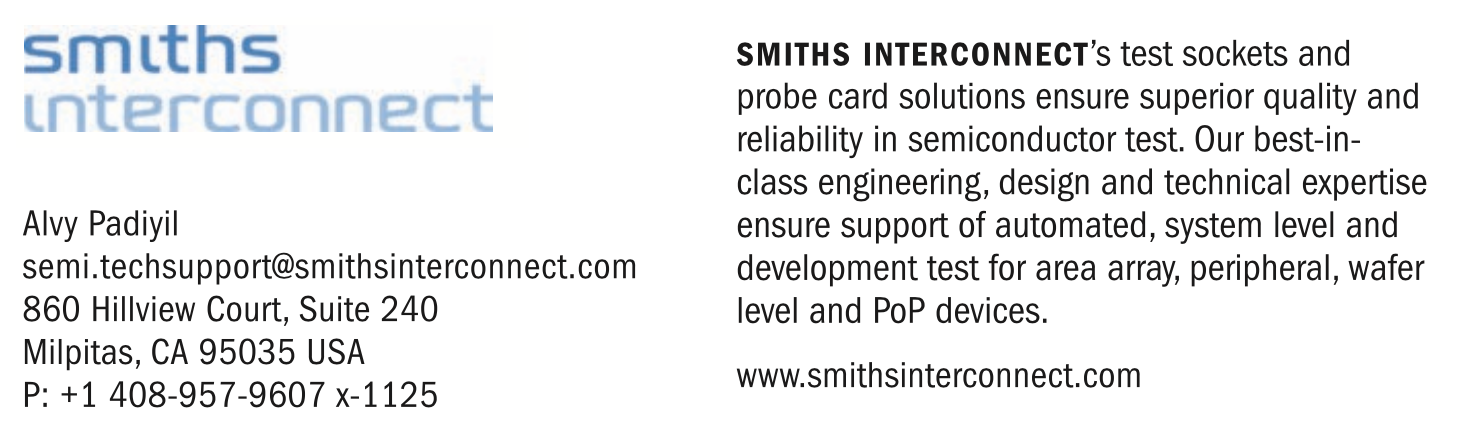 smiths
interconnect
Alvy Padiyil
semi.techsupport@smithsinterconnect.com
860 Hillview Court, Suite 240
Milpitas, CA 95035 USA
P: +1 408-957-9607 x-1125
SMITHS INTERCONNECT’s test sockets and
probe card solutions ensure superior quality and
reliability in semiconductor test. Our best-in-
class engineering, design and technical expertise
ensure support of automated, system level and
development test for area array, peripheral, wafer
level and PoP devices.
www.smithsinterconnect.com